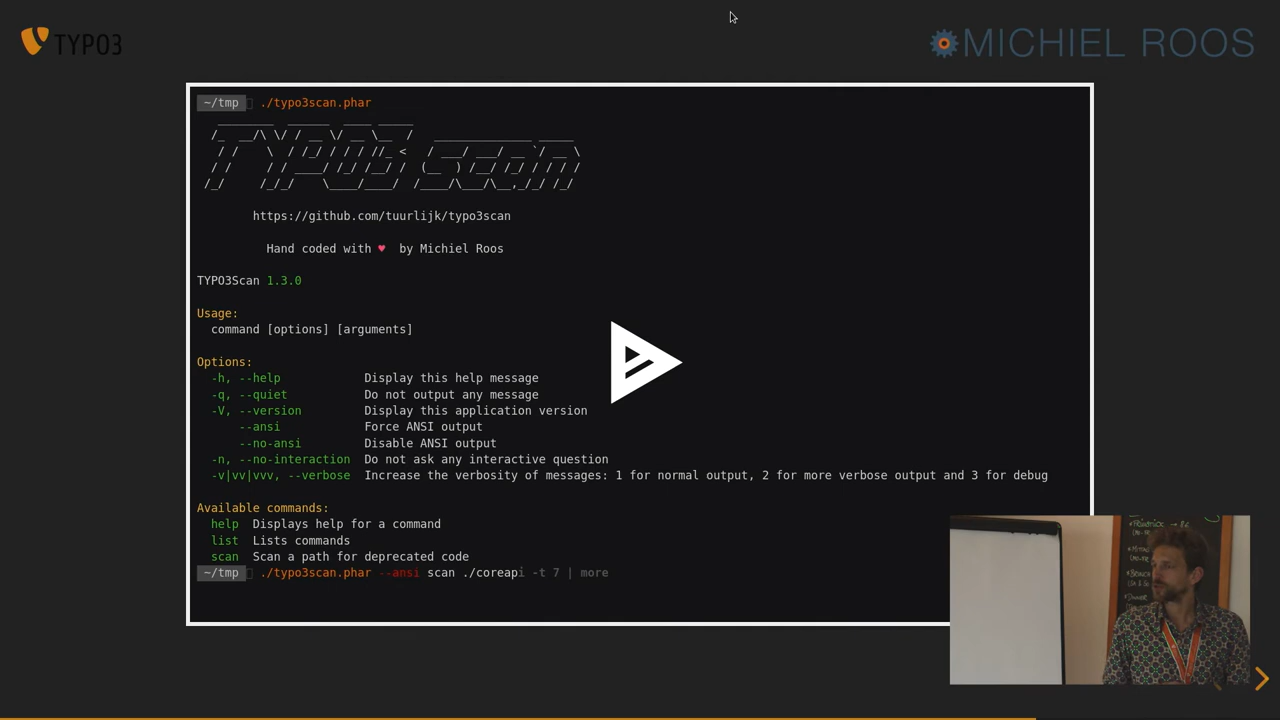 TYPO3
MICHIEL ROOS
~/tmp ./typo3scan.phar
TYPO3 scan
https://github.com/tuurlijk/typo3scan
Hand coded with ♥ by Michiel Roos
TYPO3Scan 1.3.0
Usage:
command [options] [arguments]
Options:
-h, --help Display this help message
-q, --quiet Do not output any message
-V, --version Display this application version
--ansi Force ANSI output
--no-ansi Disable ANSI output
-n, --no-interaction Do not ask any interactive question
-v|vv|vvv, --verbose Increase the verbosity of messages: 1 for normal output, 2 for more verbose output and 3 for debug
Available commands:
help Displays help for a command
list Lists commands
scan Scan a path for deprecated code
~/tmp ./typo3scan.phar --ansi scan ./coreapi -t 7 | more